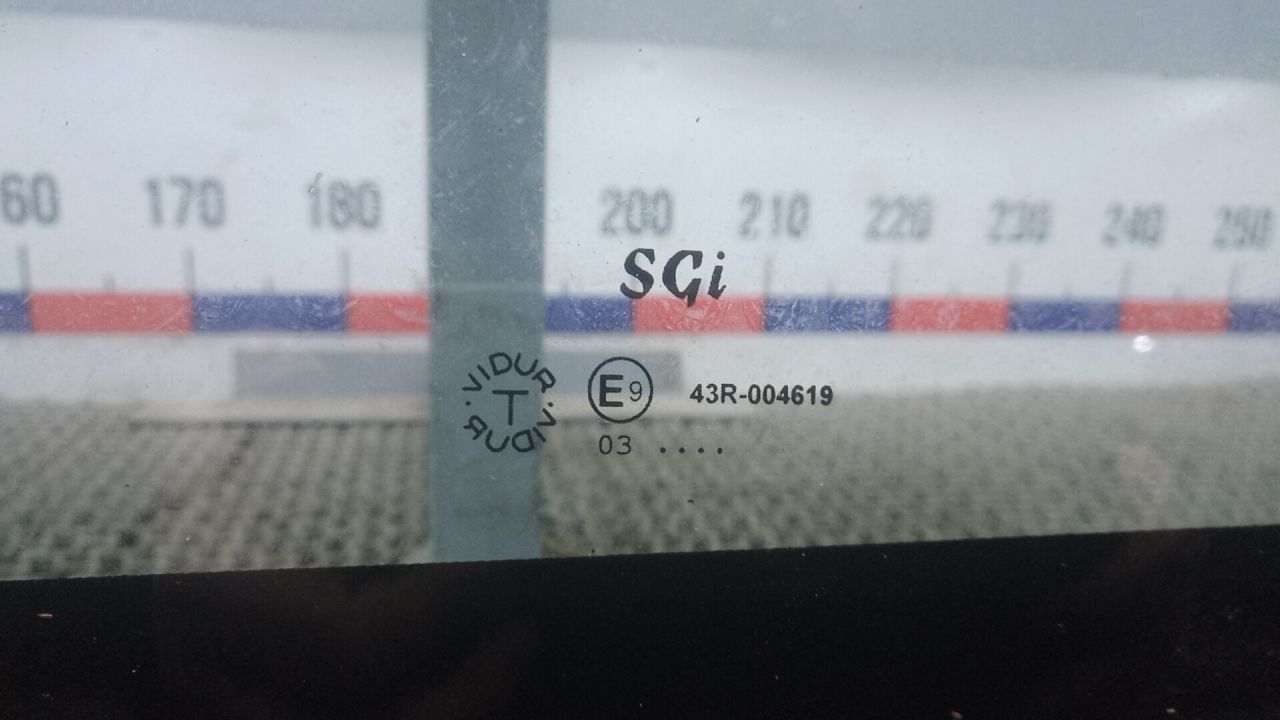 60 170 180 200 210 220 230 240 250
SGi
VIDUR · VIDUR ·
T
E9 43R-004619
03 ....